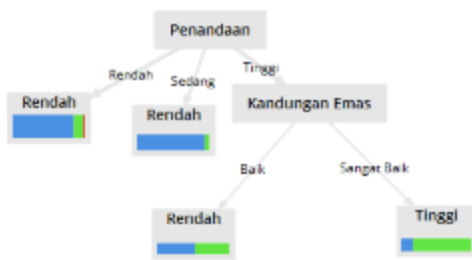 Penandaan
Rendah
Sedang
Tinggi
Rendah
Rendah
Kandungan Emas
Baik
Sangat Baik
Rendah
Tinggi